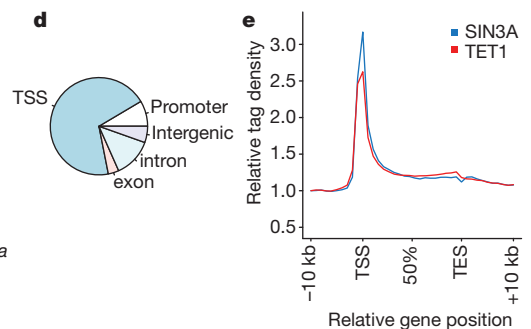 d
TSS
Promoter
Intergenic
intron
exon
a
e
SIN3A
TET1
Relative tag density
3.0
2.5
2.0
1.5
1.0
0.5
–10 kb
TSS
50%
TES
+10 kb
Relative gene position